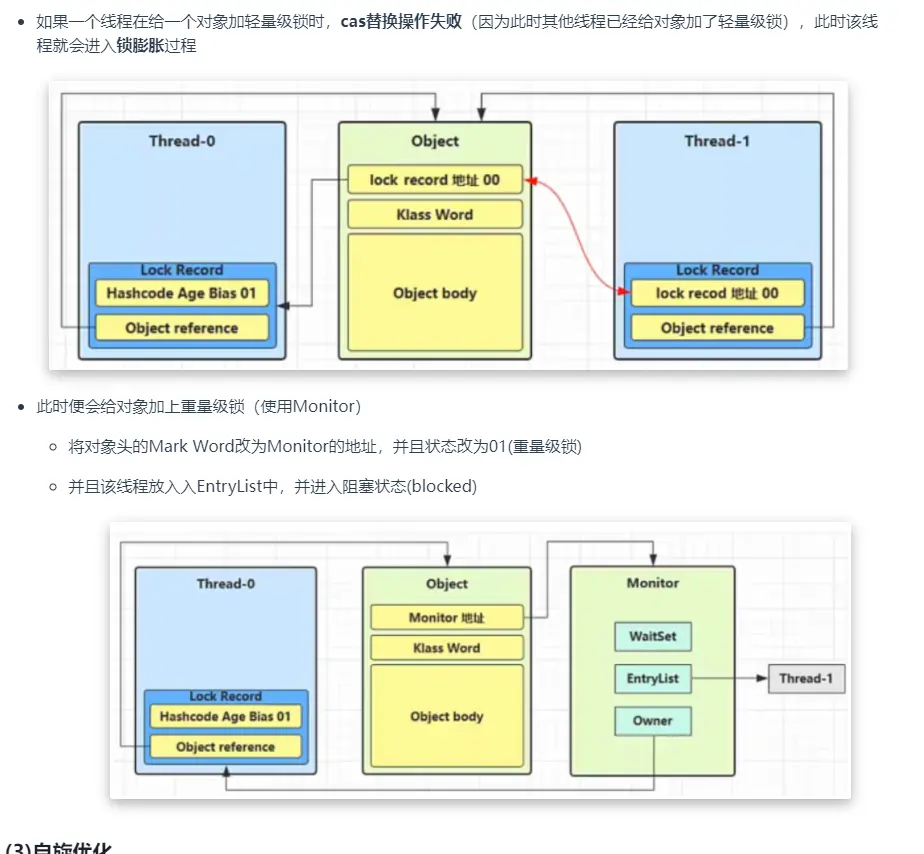 如果一个线程在给一个对象加轻量级锁时，cas替换操作失败（因为此时其他线程已经给对象加了轻量级锁），此时该线
程就会进入锁膨胀过程
Thread-0
Object
Thread-1
lock record 地址 00
Klass Word
Object body
Lock Record
Hashcode Age Bias 01
Object reference
Lock Record
lock recod 地址 00
Object reference
此时便会给对象加上重量级锁（使用Monitor）
将对象头的Mark Word改为Monitor的地址，并且状态改为01(重量级锁)
并且该线程放入入EntryList中，并进入阻塞状态(blocked)
Thread-0
Object
Monitor
Monitor 地址
Klass Word
Object body
WaitSet
EntryList
Owner
Thread-1
Lock Record
Hashcode Age Bias 01
Object reference
(3)自旋优化